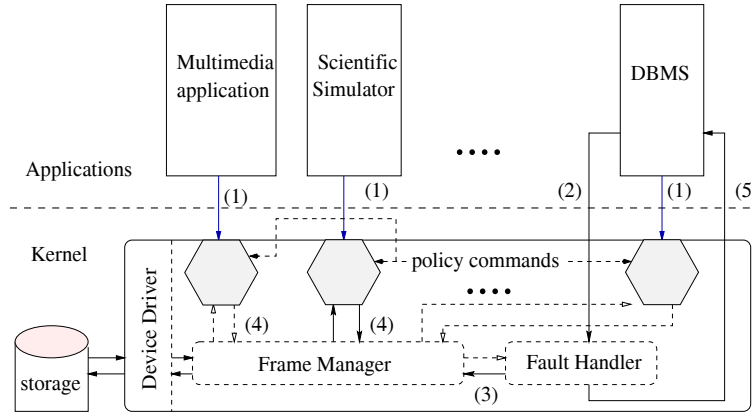 Multimedia
application
Scientific
Simulator
DBMS
Applications
(1)
(1)
(2)
(1)
(5
Kernel
policy commands
Device Driver
(4)
(4)
Frame Manager
Fault Handler
storage
(3)